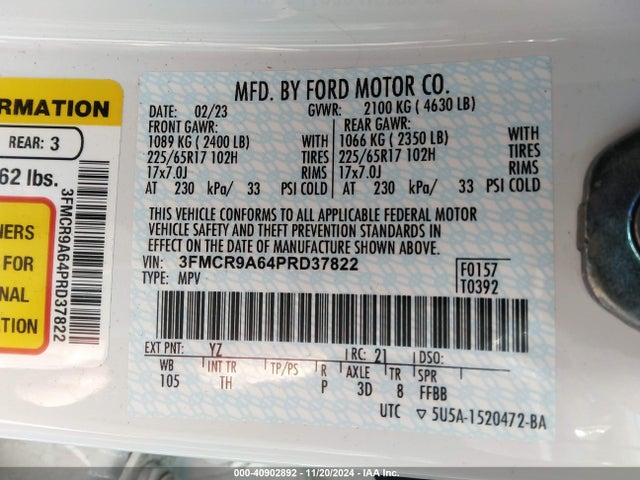 ORMATION
REAR: 3
62 lbs.
NERS
FOR
NAL
CTION
3FMCR9A64PRD37822
MFD. BY FORD MOTOR CO.
DATE: 02/23 GVWR: 2100 KG ( 4630 LB)
FRONT GAWR: REAR GAWR:
1089 KG ( 2400 LB) WITH 1066 KG ( 2350 LB) WITH
225/65R17 102H TIRES 225/65R17 102H TIRES
17x7.0J RIMS 17x7.0J RIMS
AT 230 kPa/ 33 PSI COLD AT 230 kPa/ 33 PSI COLD
THIS VEHICLE CONFORMS TO ALL APPLICABLE FEDERAL MOTOR
VEHICLE SAFETY AND THEFT PREVENTION STANDARDS IN
EFFECT ON THE DATE OF MANUFACTURE SHOWN ABOVE.
VIN: 3FMCR9A64PRD37822 F0157
TYPE: MPV T0392
EXT PNT: YZ RC: 21 DSO:
WB INT TR TP/PS R AXLE TR SPR
105 TH P 3D 8 FFBB
UTC ▽ 5U5A-1520472-BA
000-40902892 - 11/20/2024 - IAA Inc.